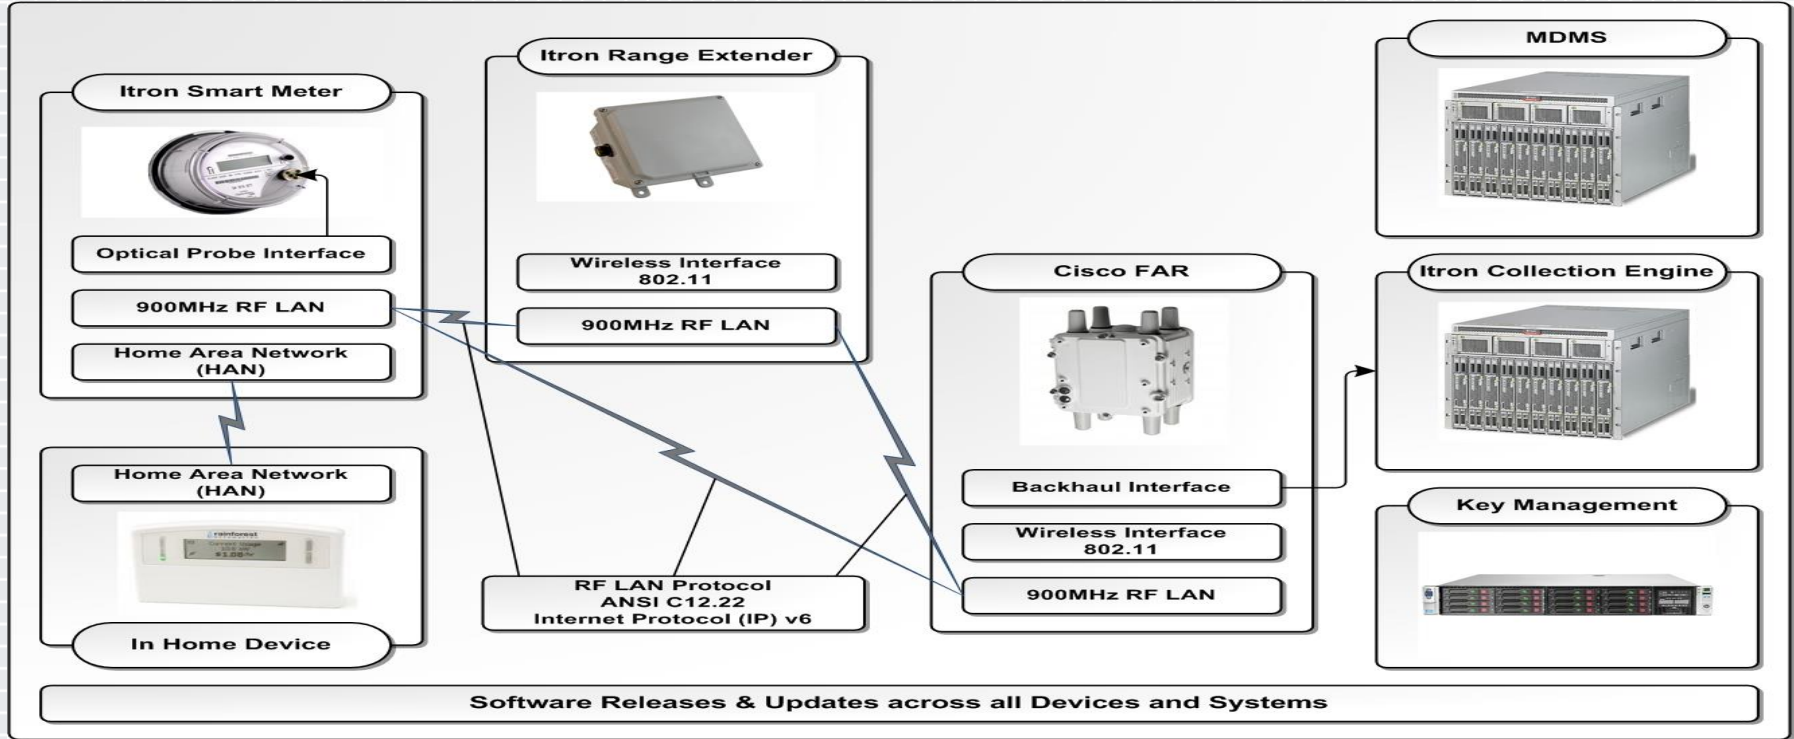 Itron Smart Meter
Optical Probe Interface
900MHz RF LAN
Home Area Network
(HAN)
Home Area Network
(HAN)
rainforest
Current Usage
In Home Device
Itron Range Extender
Wireless Interface
802.11
900MHz RF LAN
RF LAN Protocol
ANSI C12.22
Internet Protocol (IP) v6
Cisco FAR
Backhaul Interface
Wireless Interface
802.11
900MHz RF LAN
MDMS
Itron Collection Engine
Key Management
Software Releases & Updates across all Devices and Systems